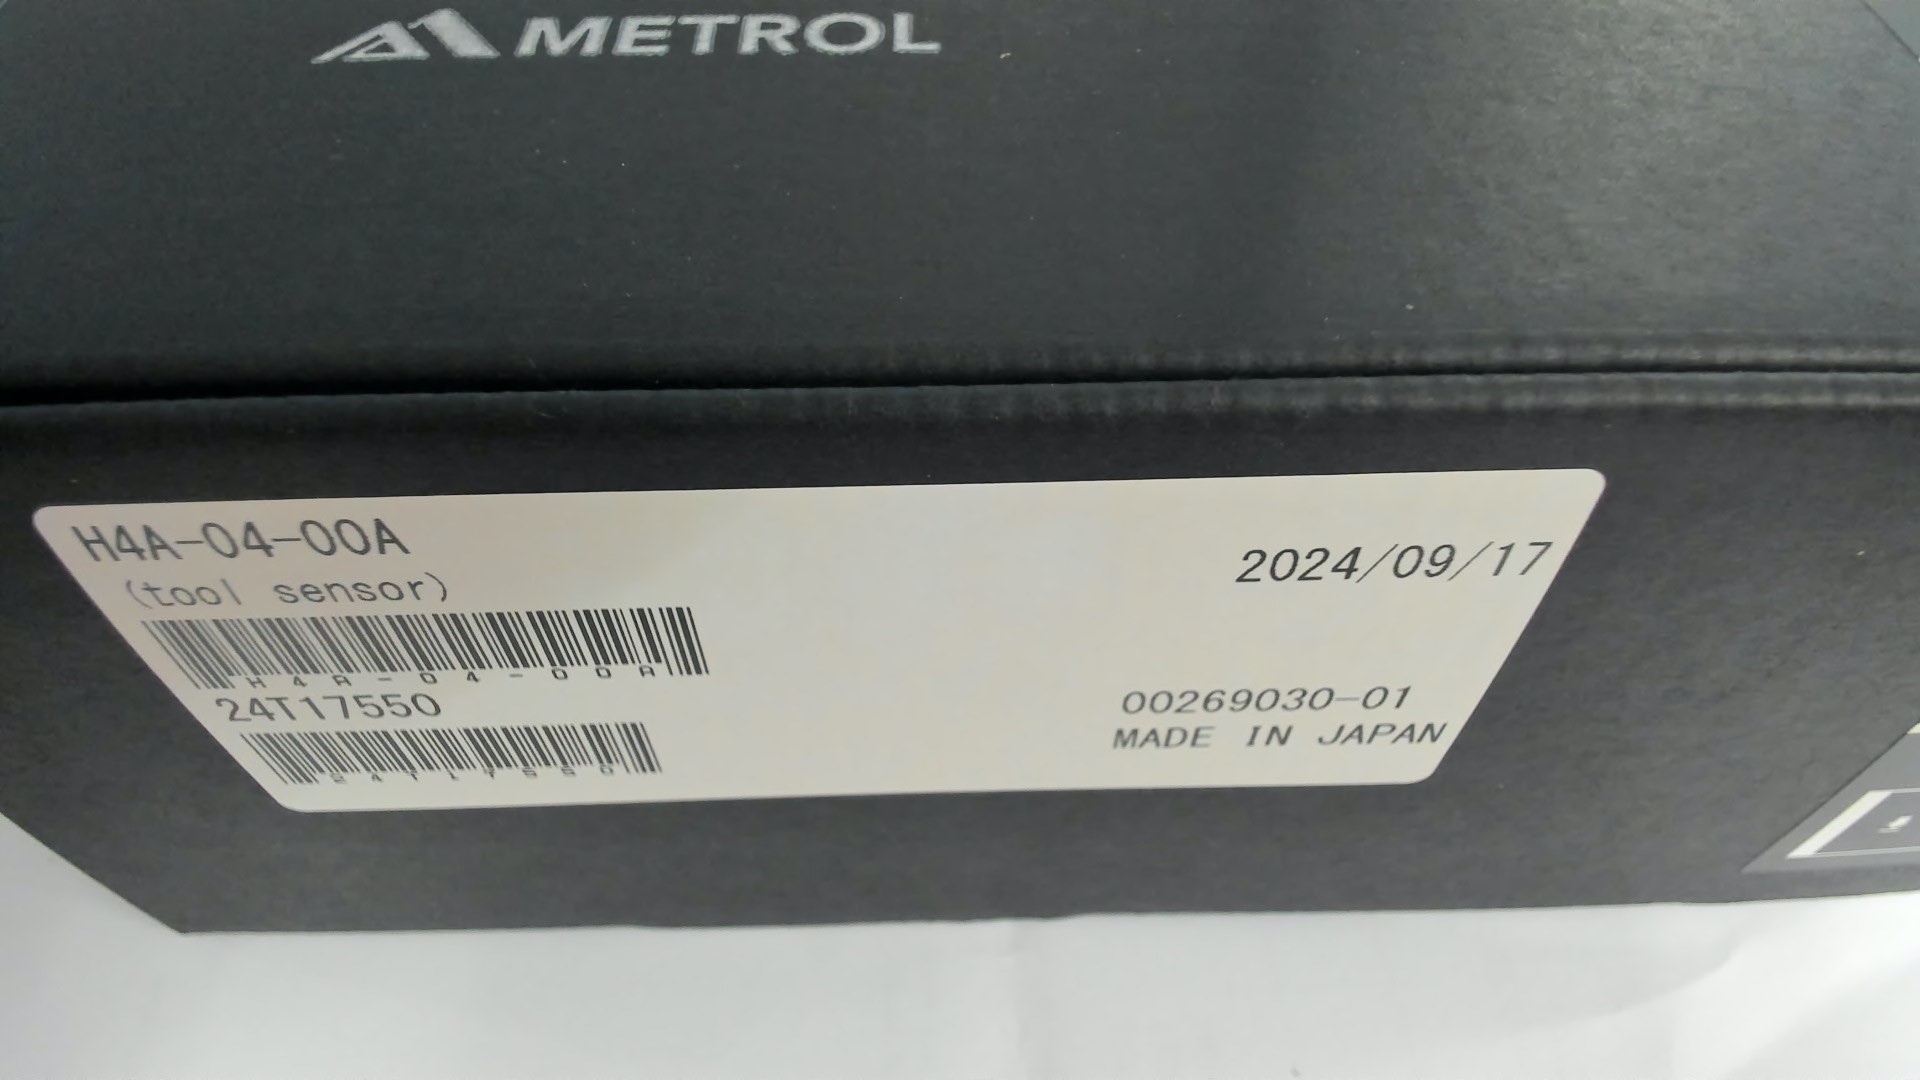 METROL
H4A-04-00A
(tool sensor)
2024/09/17
H4A-04-00A
24T17550
00269030-01
MADE IN JAPAN
24T17550